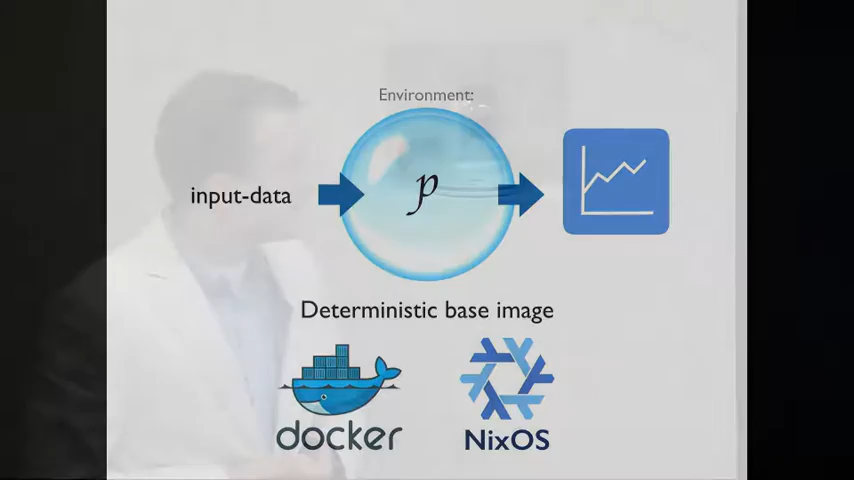 Environment:
input-data
p
Deterministic base image
docker
NixOS